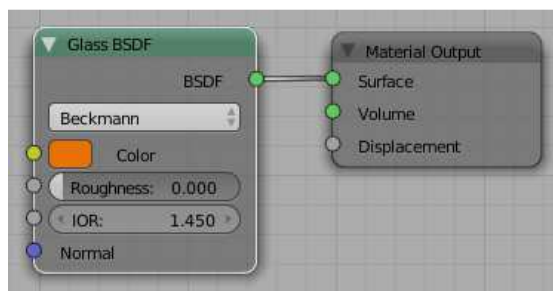 Glass BSDF
BSDF
Beckmann
Color
Roughness: 0.000
IOR: 1.450
Normal
Material Output
Surface
Volume
Displacement